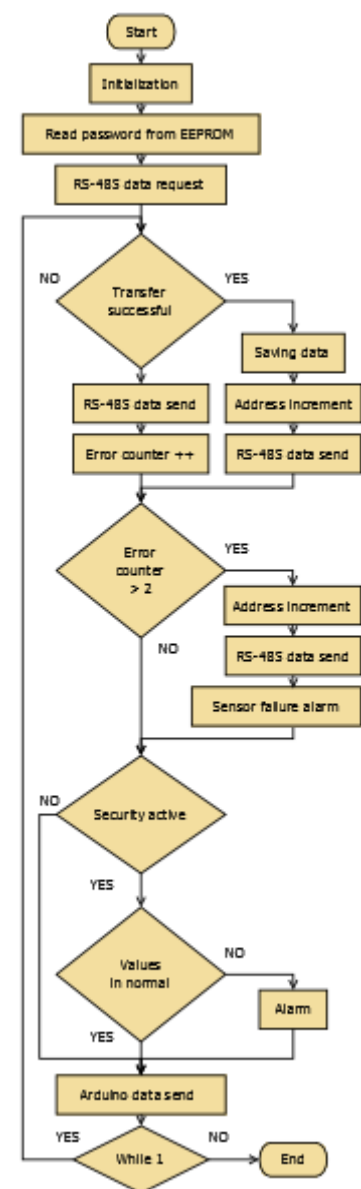 Start
Initialization
Read password from EEPROM
RS-485 data request
NO
YES
Transfer
successful
Saving data
RS-485 data send
Address increment
Error counter ++
RS-485 data send
Error
counter
> 2
YES
Address increment
NO
RS-485 data send
Sensor failure alarm
NO
Security active
YES
Values
in normal
NO
Alarm
YES
Arduino data send
YES
While 1
NO
End